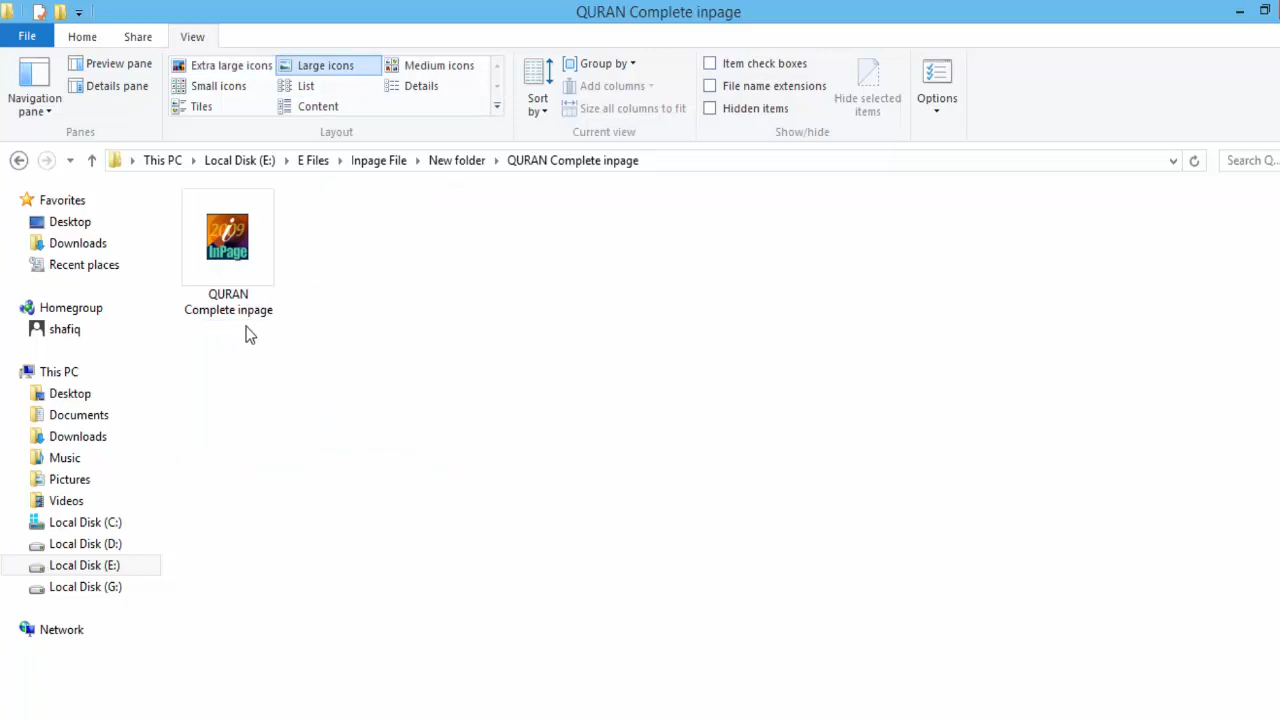 QURAN Complete inpage
File Home Share View
Navigation pane
Preview pane
Details pane
Panes
Extra large icons Large icons Medium icons
Small icons List Details
Tiles Content
Layout
Sort by
Group by
Add columns
Size all columns to fit
Current view
Item check boxes
File name extensions
Hidden items
Hide selected items
Show/hide
Options
This PC Local Disk (E:) E Files Inpage File New folder QURAN Complete inpage
Search Q...
Favorites
Desktop
Downloads
Recent places
Homegroup
shafiq
This PC
Desktop
Documents
Downloads
Music
Pictures
Videos
Local Disk (C:)
Local Disk (D:)
Local Disk (E:)
Local Disk (G:)
Network
2009
i
InPage
QURAN
Complete inpage